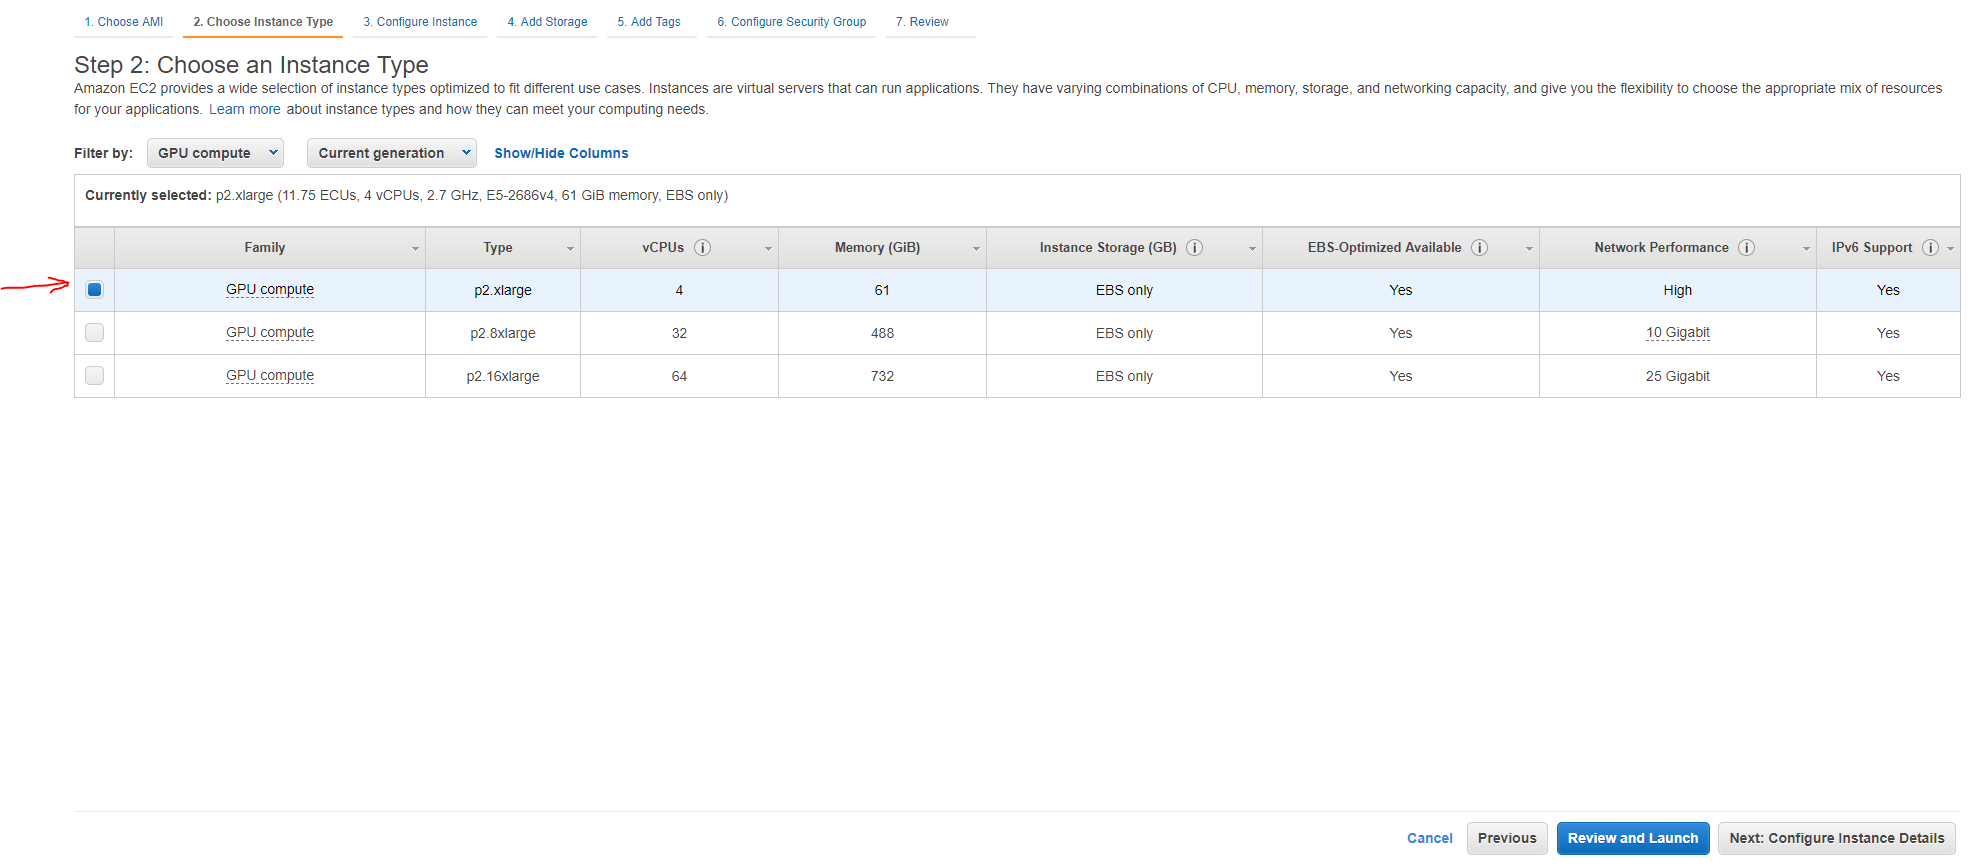 1. Choose AMI 2. Choose Instance Type 3. Configure Instance 4. Add Storage 5. Add Tags 6. Configure Security Group 7. Review
Step 2: Choose an Instance Type
Amazon EC2 provides a wide selection of instance types optimized to fit different use cases. Instances are virtual servers that can run applications. They have varying combinations of CPU, memory, storage, and networking capacity, and give you the flexibility to choose the appropriate mix of resources
for your applications. Learn more about instance types and how they can meet your computing needs.
Filter by: GPU compute Current generation Show/Hide Columns
Currently selected: p2.xlarge (11.75 ECUs, 4 vCPUs, 2.7 GHz, E5-2686v4, 61 GiB memory, EBS only)
Family Type vCPUs i Memory (GiB) Instance Storage (GB) i EBS-Optimized Available i Network Performance i IPv6 Support i
GPU compute p2.xlarge 4 61 EBS only Yes High Yes
GPU compute p2.8xlarge 32 488 EBS only Yes 10 Gigabit Yes
GPU compute p2.16xlarge 64 732 EBS only Yes 25 Gigabit Yes
Cancel Previous Review and Launch Next: Configure Instance Details